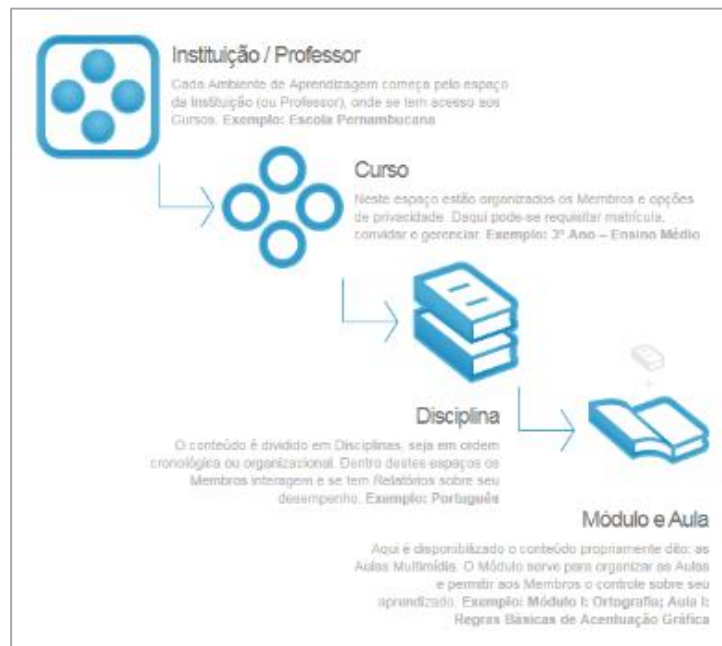 Instituição / Professor
Cada Ambiente de Aprendizagem começa pelo espaço
da Instituição (ou Professor), onde se tem acesso aos
Cursos. Exemplo: Escola Pernambucana
Curso
Neste espaço estão organizados os Membros e opções
de privacidade. Daqui pode-se requisitar matrícula,
convidar e gerenciar. Exemplo: 3º Ano – Ensino Médio
Disciplina
O conteúdo é dividido em Disciplinas, seja em ordem
cronológica ou organizacional. Dentro destes espaços os
Membros interagem e se tem Relatórios sobre seu
desempenho. Exemplo: Português
Módulo e Aula
Aqui é disponibilizado o conteúdo propriamente dito: as
Aulas Multimídia. O Módulo serve para organizar as Aulas
e permitir aos Membros o controle sobre seu
aprendizado. Exemplo: Módulo I: Ortografia; Aula I:
Regras Básicas de Acentuação Gráfica